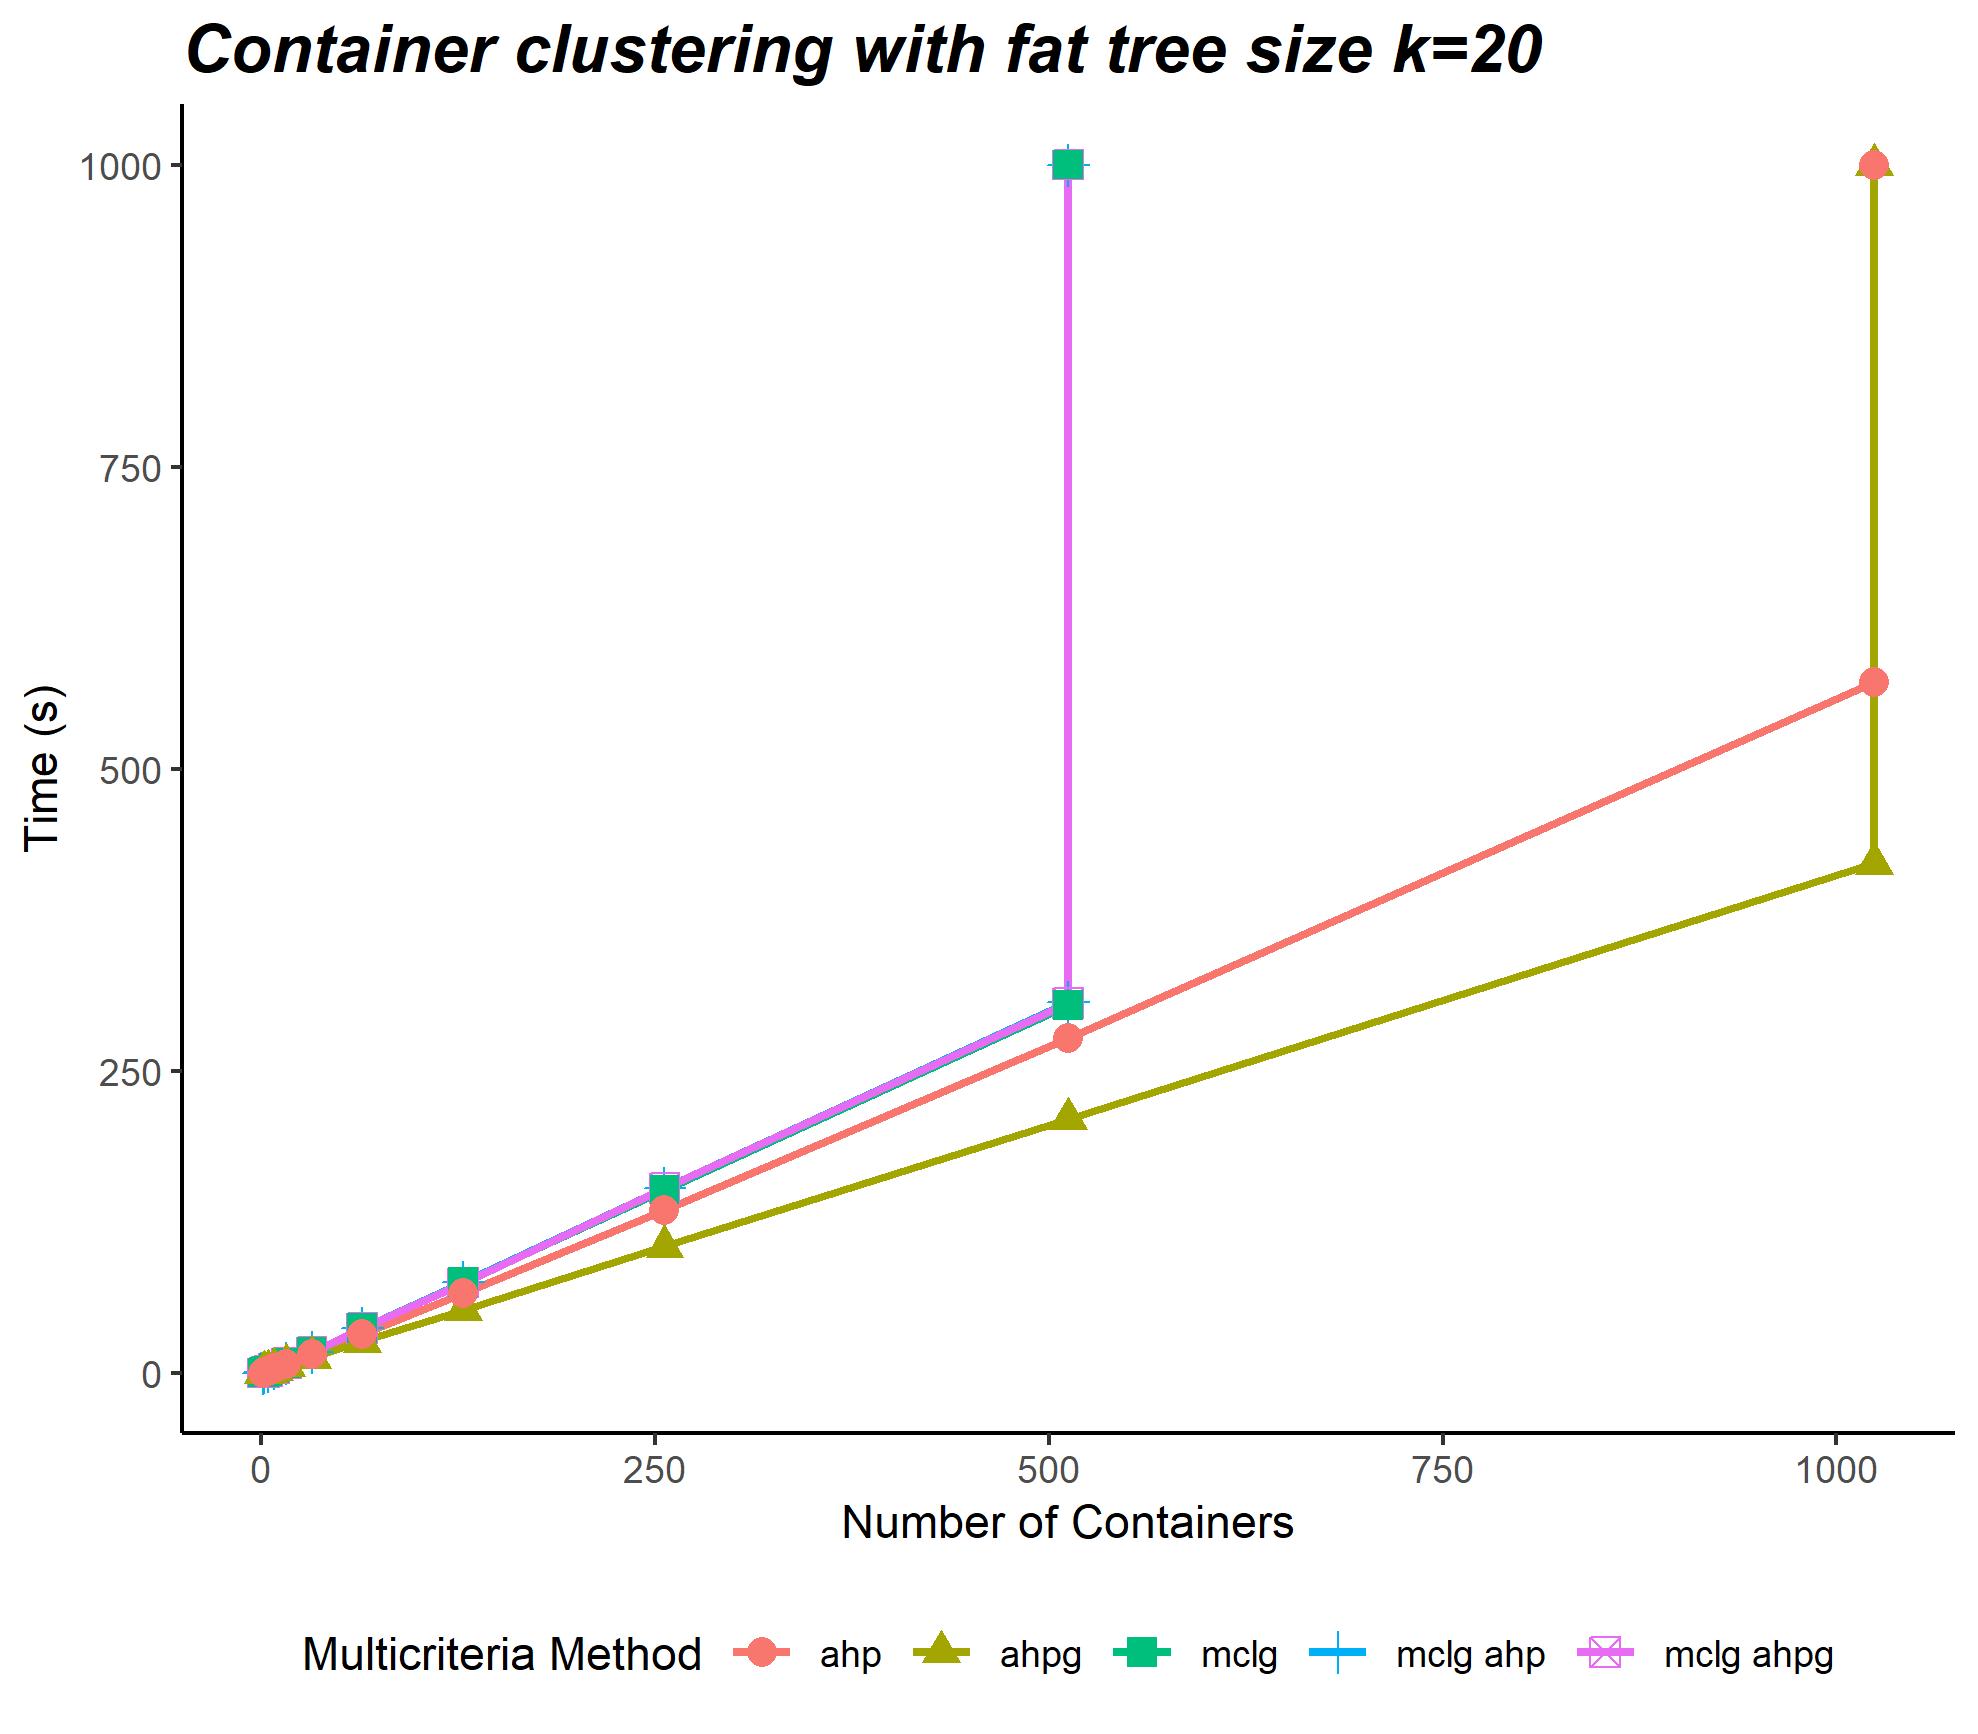 Container clustering with fat tree size k=20
1000
750
500
250
0
Time (s)
0 250 500 750 1000
Number of Containers
Multicriteria Method ahp ahpg mclg mclg ahp mclg ahpg